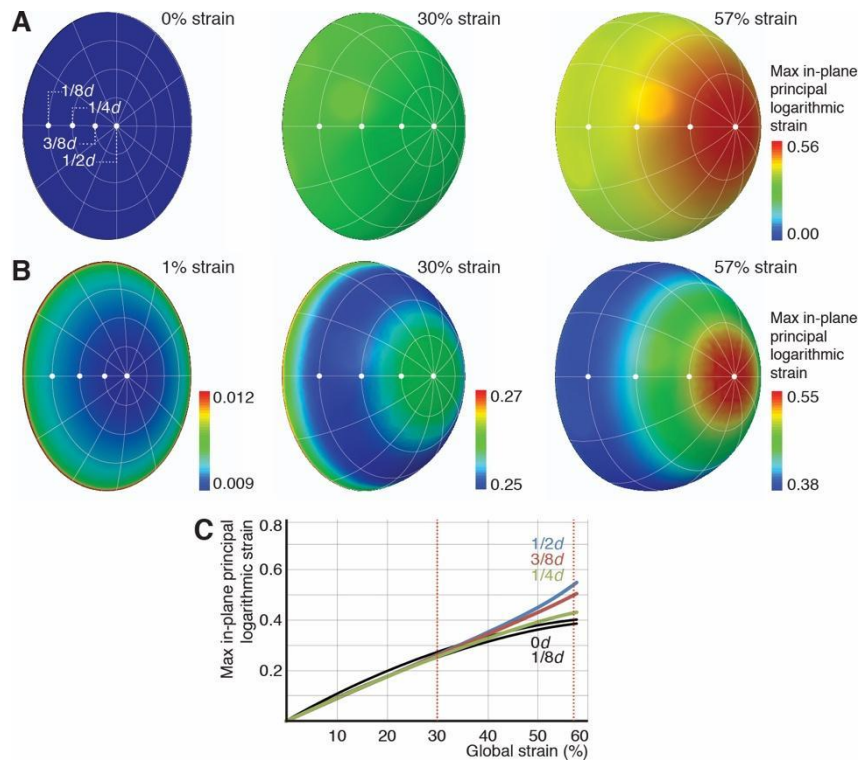 A
0% strain
30% strain
57% strain
1/8d
1/4d
3/8d
1/2d
Max in-plane
principal
logarithmic
strain
0.56
0.00
B
1% strain
30% strain
57% strain
0.012
0.009
0.27
0.25
Max in-plane
principal
logarithmic
strain
0.55
0.38
C
Max in-plane principal
logarithmic strain
0.8
0.6
0.4
0.2
1/2d
3/8d
1/4d
0d
1/8d
10 20 30 40 50 60
Global strain (%)